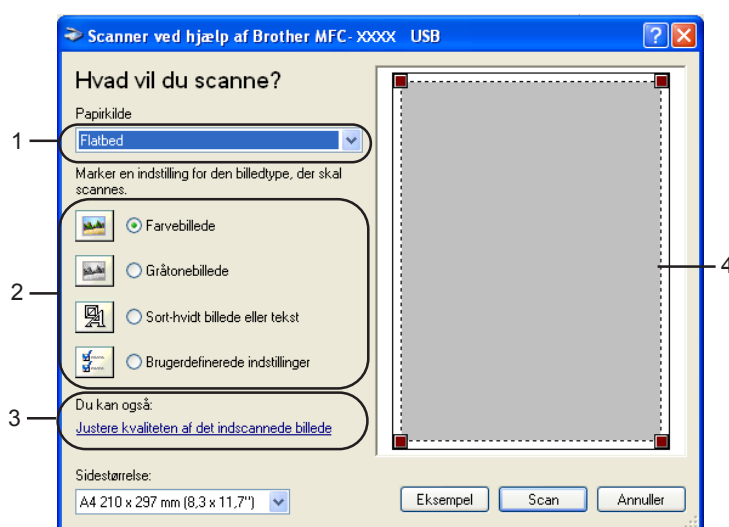 Scanner ved hjælp af Brother MFC- XXXX USB
Hvad vil du scanne?
Papirkilde
1
Flatbed
Marker en indstilling for den billedtype, der skal
scannes.
Farvebillede
Gråtonebillede
2
Sort-hvidt billede eller tekst
Brugerdefinerede indstillinger
3
Du kan også:
Justere kvaliteten af det indscannede billede
Sidestørrelse:
A4 210 x 297 mm (8,3 x 11,7")
4
Eksempel
Scan
Annuller